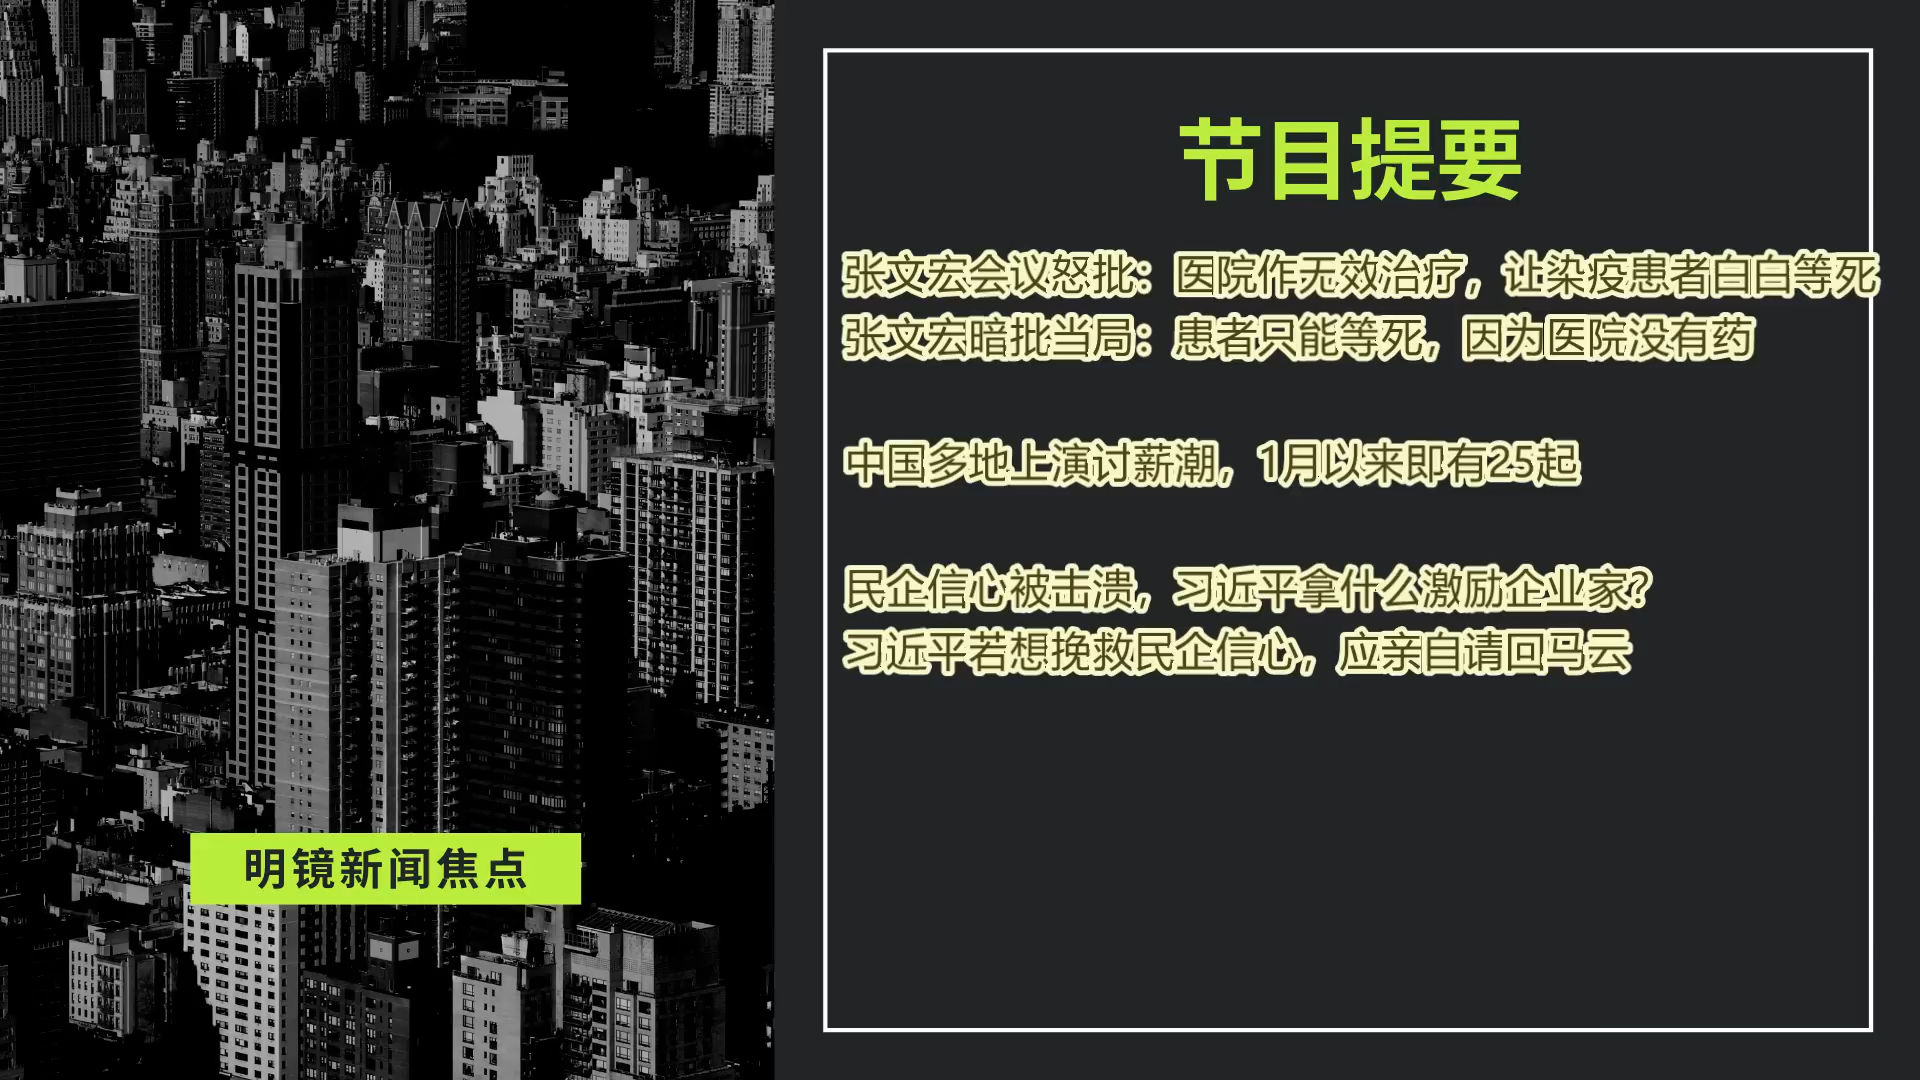 节目提要
张文宏会议怒批：医院作无效治疗，让染疫患者白白等死
张文宏暗批当局：患者只能等死，因为医院没有药
中国多地上演讨薪潮，1月以来即有25起
民企信心被击溃，习近平拿什么激励企业家？
习近平若想挽救民企信心，应亲自请回马云
明镜新闻焦点